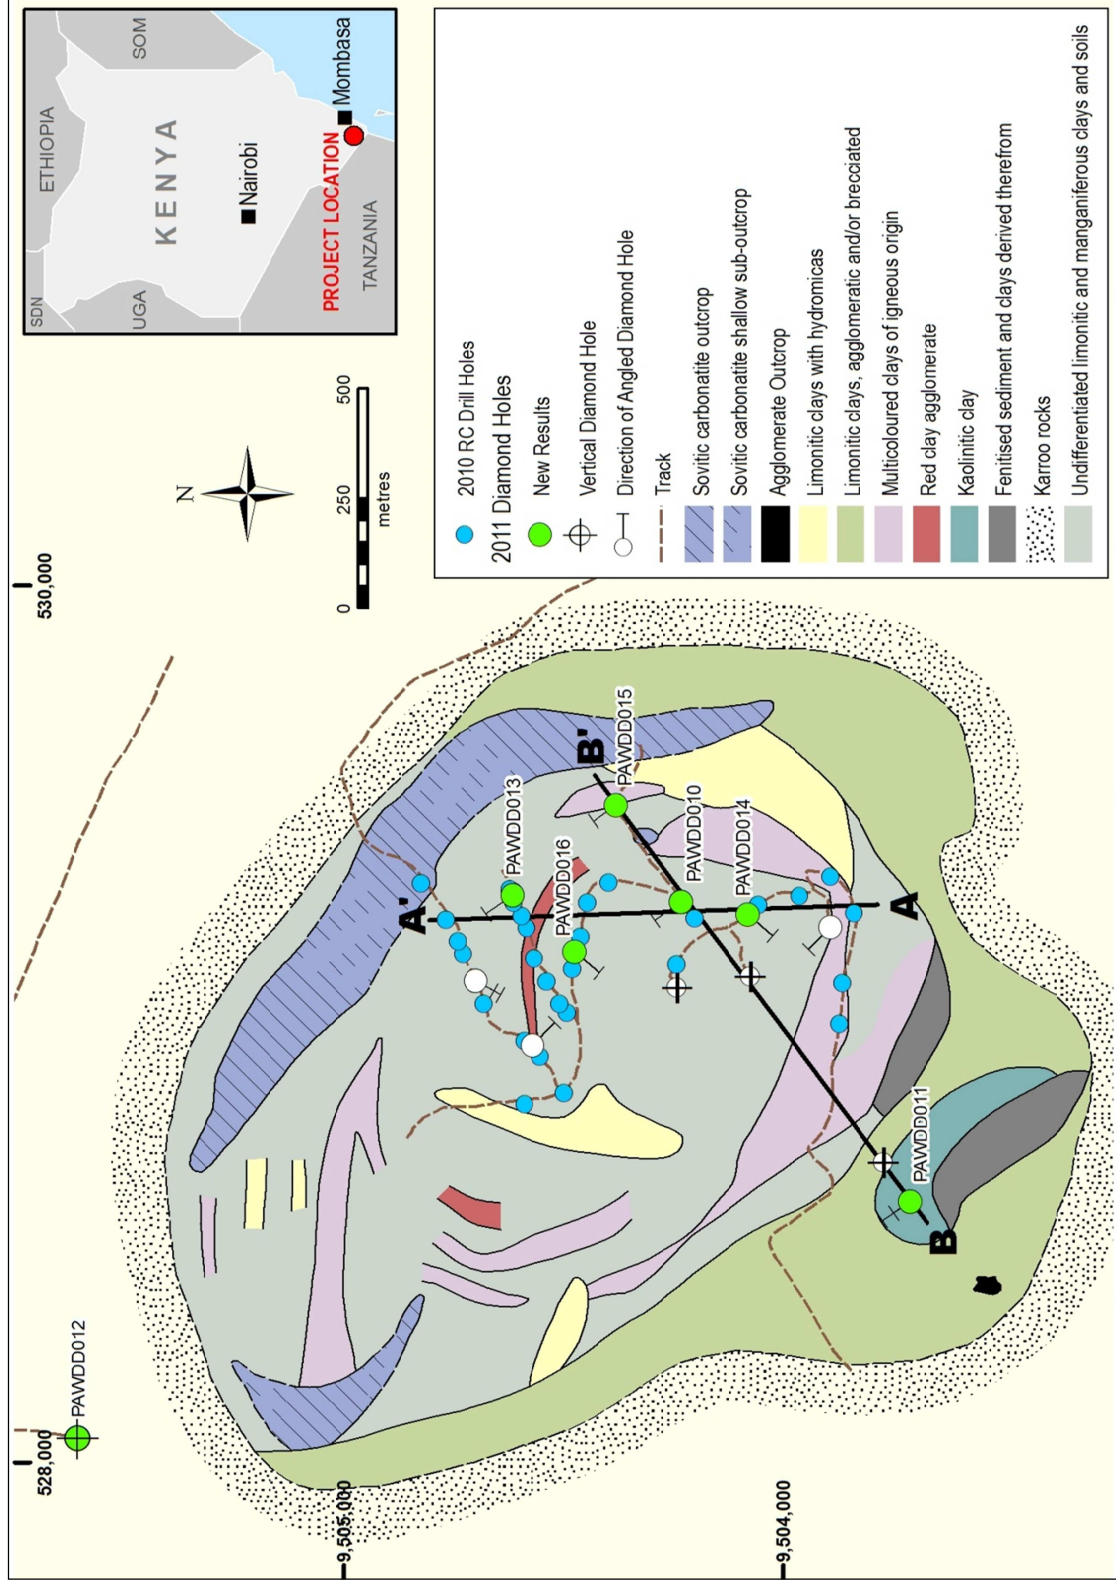 SDN
ETHIOPIA
SOM
UGA
KENYA
Nairobi
Mombasa
PROJECT LOCATION
TANZANIA
N
0 250 500
metres
530,000
528,000
9,505,000
9,504,000
2010 RC Drill Holes
2011 Diamond Holes
New Results
Vertical Diamond Hole
Direction of Angled Diamond Hole
Track
Sovitic carbonatite outcrop
Sovitic carbonatite shallow sub-outcrop
Agglomerate Outcrop
Limonitic clays with hydromicas
Limonitic clays, agglomeratic and/or brecciated
Multicoloured clays of igneous origin
Red clay agglomerate
Kaolinitic clay
Fenitised sediment and clays derived therefrom
Karroo rocks
Undifferentiated limonitic and manganiferous clays and soils
PAWDD012
A'
PAWDD013
PAWDD016
B'
PAWDD015
PAWDD010
PAWDD014
A
PAWDD011
B